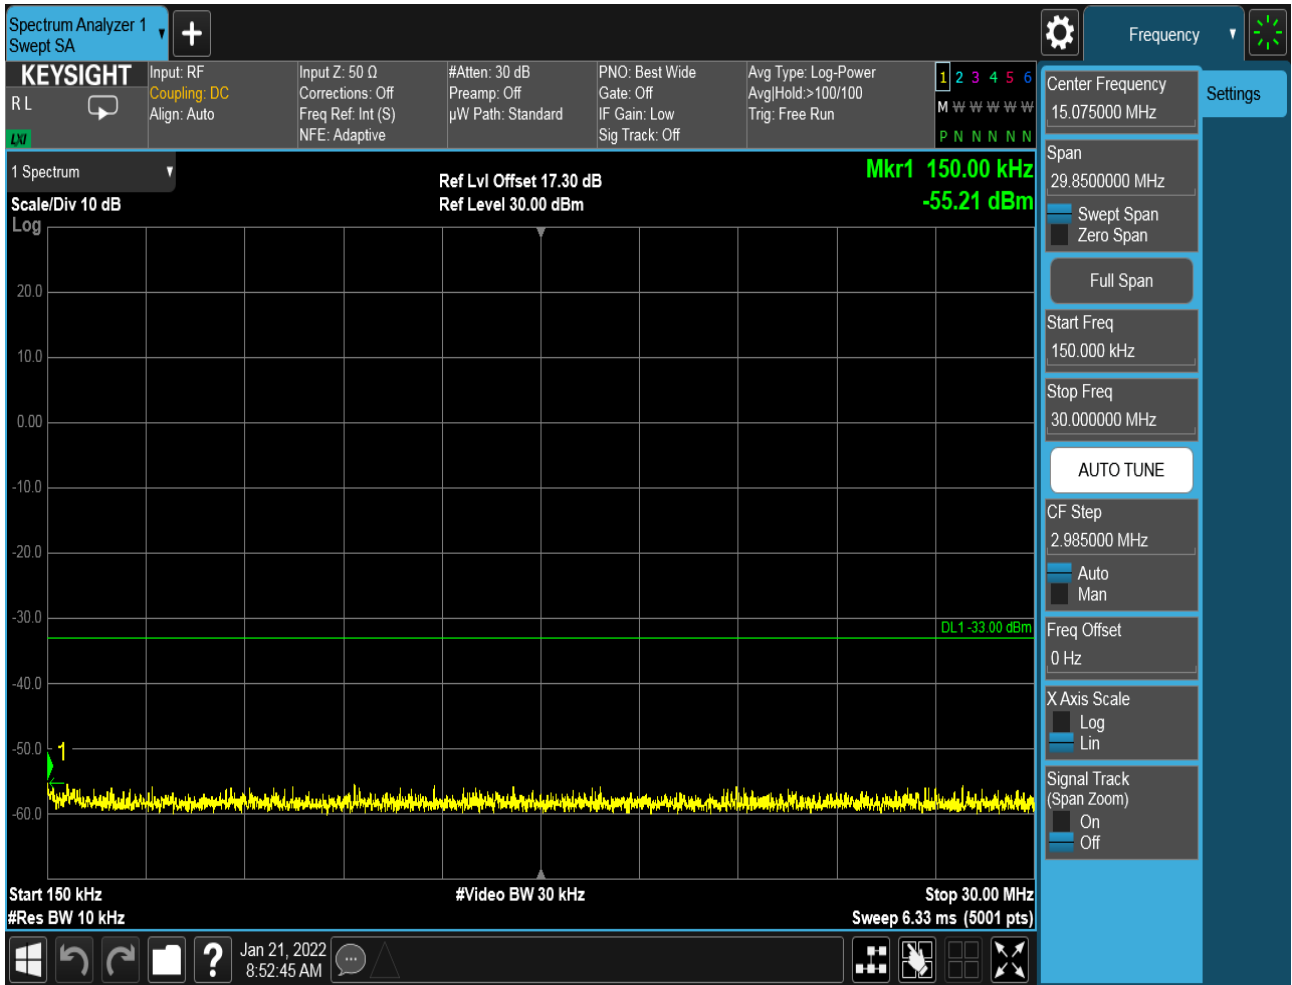 Spectrum Analyzer 1
Swept SA
Frequency
KEYSIGHT
R L
LXI
Input: RF
Coupling: DC
Align: Auto
Input Z: 50 Ω
Corrections: Off
Freq Ref: Int (S)
NFE: Adaptive
#Atten: 30 dB
Preamp: Off
µW Path: Standard
PNO: Best Wide
Gate: Off
IF Gain: Low
Sig Track: Off
Avg Type: Log-Power
Avg|Hold:>100/100
Trig: Free Run
1 2 3 4 5 6
M W W W W W
P N N N N N
Center Frequency
15.075000 MHz
Settings
Span
29.8500000 MHz
Swept Span
Zero Span
Full Span
Start Freq
150.000 kHz
Stop Freq
30.000000 MHz
AUTO TUNE
CF Step
2.985000 MHz
Auto
Man
Freq Offset
0 Hz
X Axis Scale
Log
Lin
Signal Track
(Span Zoom)
On
Off
1 Spectrum
Scale/Div 10 dB
Log
Ref Lvl Offset 17.30 dB
Ref Level 30.00 dBm
Mkr1 150.00 kHz
-55.21 dBm
20.0
10.0
0.00
-10.0
-20.0
-30.0
DL1 -33.00 dBm
-40.0
-50.0
1
-60.0
Start 150 kHz
#Video BW 30 kHz
Stop 30.00 MHz
#Res BW 10 kHz
Sweep 6.33 ms (5001 pts)
?
Jan 21, 2022
8:52:45 AM